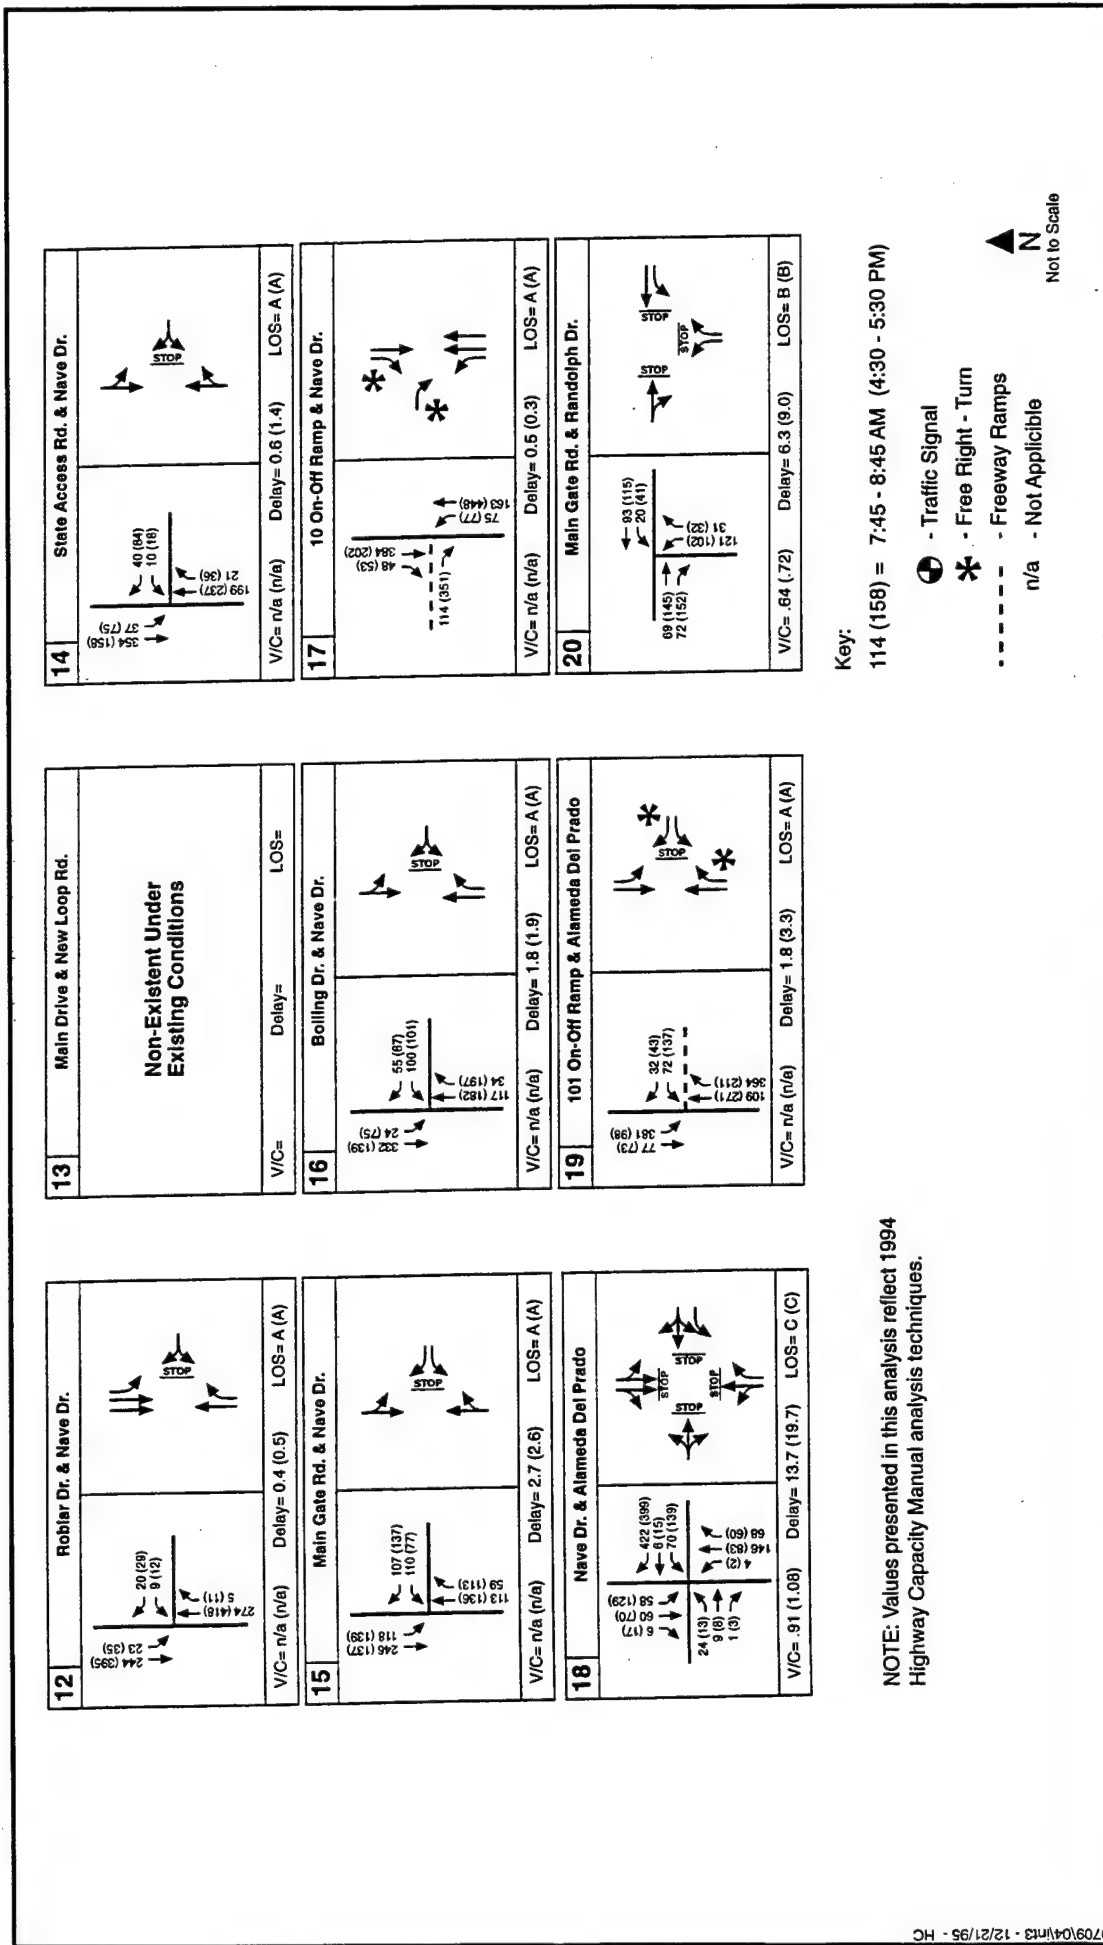 12 Roblar Dr. & Nave Dr.
244 (395)
23 (35)
20 (29)
9 (12)
274 (418)
5 (11)
STOP
V/C= n/a (n/a) Delay= 0.4 (0.5) LOS= A (A)
13 Main Drive & New Loop Rd.
Non-Existent Under
Existing Conditions
V/C= Delay= LOS=
14 State Access Rd. & Nave Dr.
354 (158)
37 (75)
40 (84)
10 (18)
199 (237)
21 (36)
STOP
V/C= n/a (n/a) Delay= 0.6 (1.4) LOS= A (A)
15 Main Gate Rd. & Nave Dr.
246 (137)
118 (139)
107 (137)
110 (77)
113 (136)
59 (113)
STOP
V/C= n/a (n/a) Delay= 2.7 (2.6) LOS= A (A)
16 Bolling Dr. & Nave Dr.
332 (139)
24 (75)
55 (67)
100 (101)
117 (182)
34 (197)
STOP
V/C= n/a (n/a) Delay= 1.8 (1.9) LOS= A (A)
17 10 On-Off Ramp & Nave Dr.
48 (53)
384 (202)
114 (351)
75 (77)
163 (448)
V/C= n/a (n/a) Delay= 0.5 (0.3) LOS= A (A)
18 Nave Dr. & Alameda Del Prado
6 (17)
60 (70)
58 (129)
422 (399)
6 (15)
70 (139)
24 (13)
9 (8)
1 (3)
4 (2)
146 (83)
68 (60)
STOP
STOP
STOP
STOP
V/C= .91 (1.08) Delay= 13.7 (19.7) LOS= C (C)
19 101 On-Off Ramp & Alameda Del Prado
77 (73)
381 (98)
32 (43)
72 (137)
109 (271)
364 (211)
STOP
V/C= n/a (n/a) Delay= 1.8 (3.3) LOS= A (A)
20 Main Gate Rd. & Randolph Dr.
93 (115)
20 (41)
69 (145)
72 (152)
121 (102)
31 (32)
STOP
STOP
STOP
V/C= .64 (.72) Delay= 6.3 (9.0) LOS= B (B)
NOTE: Values presented in this analysis reflect 1994
Highway Capacity Manual analysis techniques.
Key:
114 (158) = 7:45 - 8:45 AM (4:30 - 5:30 PM)
- Traffic Signal
- Free Right - Turn
- Freeway Ramps
n/a - Not Applicible
N
Not to Scale
0709/04/int3 - 12/21/95 - HC